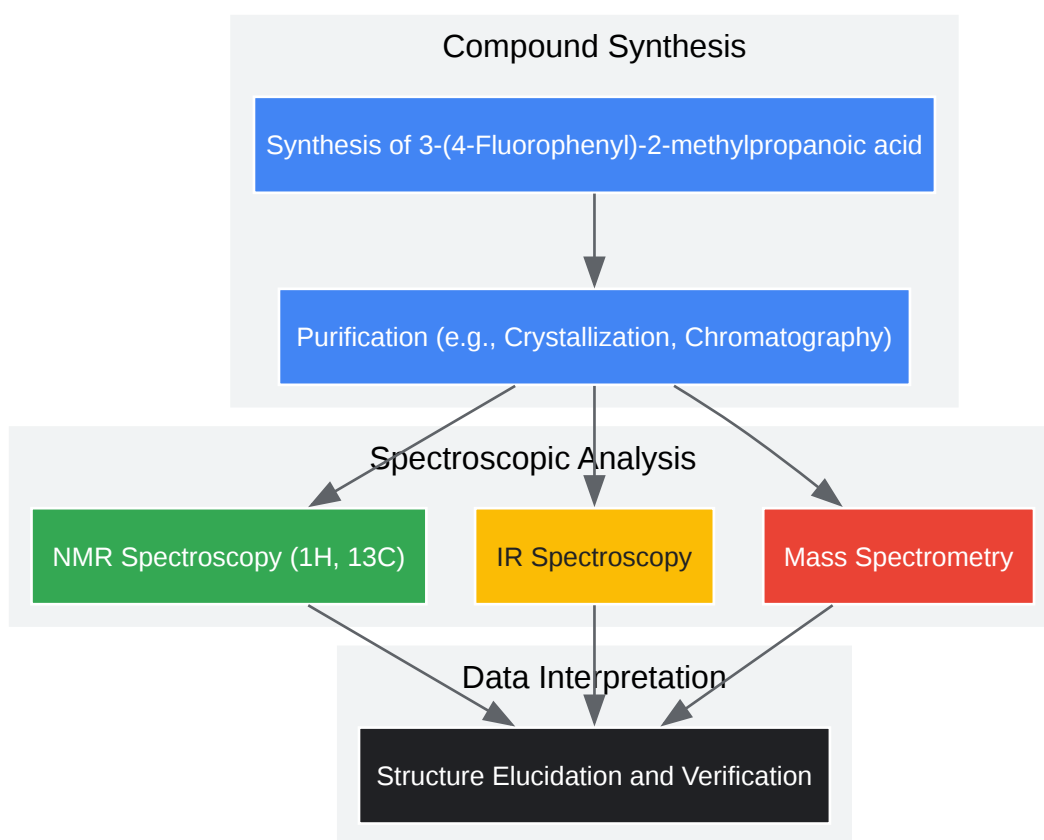 Compound Synthesis
Synthesis of 3-(4-Fluorophenyl)-2-methylpropanoic acid
Purification (e.g., Crystallization, Chromatography)
Spectroscopic Analysis
NMR Spectroscopy (1H, 13C)
IR Spectroscopy
Mass Spectrometry
Data Interpretation
Structure Elucidation and Verification